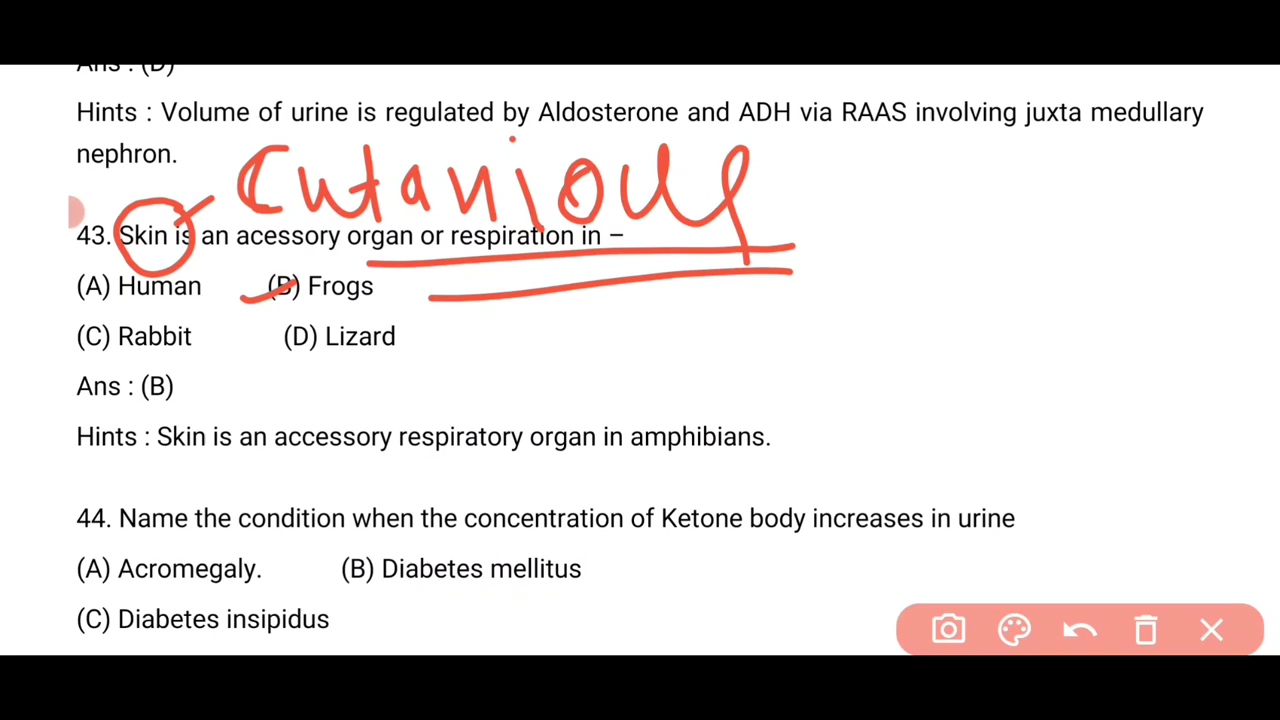 Ans : (D)
Hints : Volume of urine is regulated by Aldosterone and ADH via RAAS involving juxta medullary
nephron.
Cutanious
43. Skin is an acessory organ or respiration in –
(A) Human (B) Frogs
(C) Rabbit (D) Lizard
Ans : (B)
Hints : Skin is an accessory respiratory organ in amphibians.
44. Name the condition when the concentration of Ketone body increases in urine
(A) Acromegaly. (B) Diabetes mellitus
(C) Diabetes insipidus